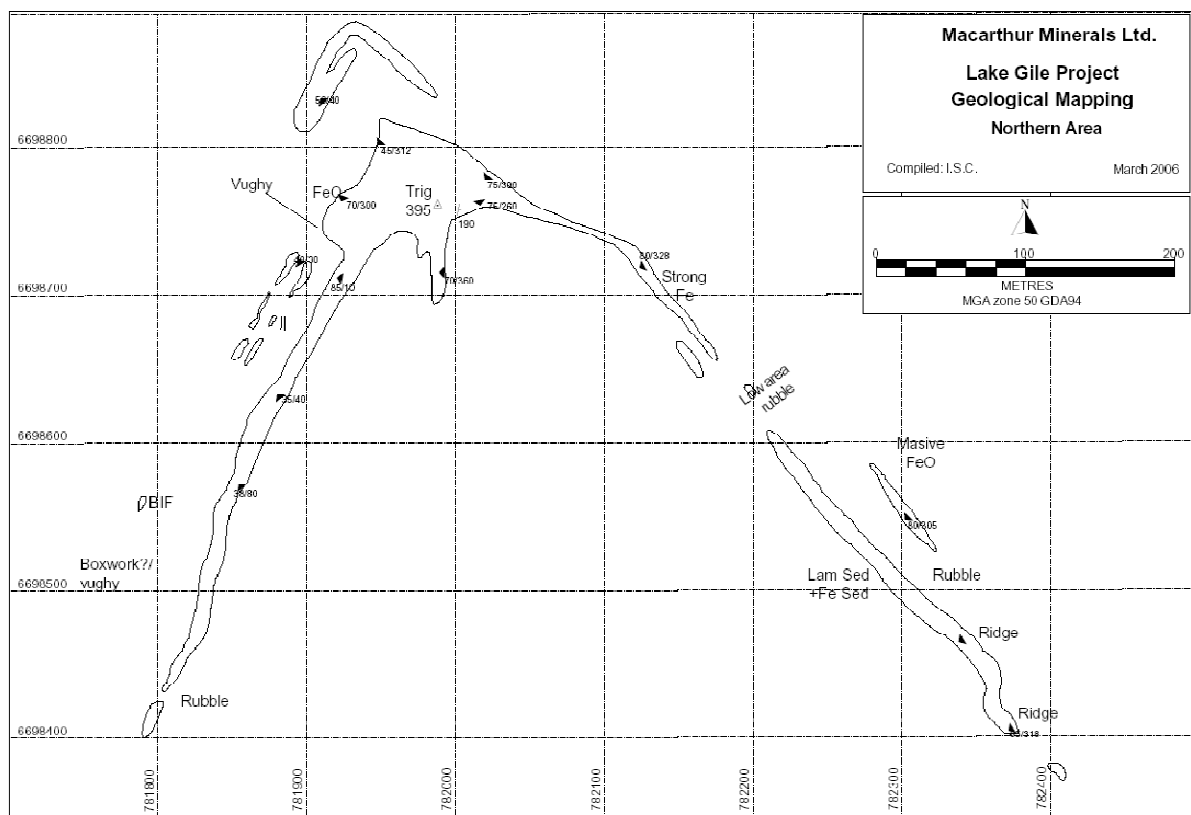 Macarthur Minerals Ltd.
Lake Gile Project
Geological Mapping
Northern Area
Compiled: I.S.C.
March 2006
N
0
100
200
METRES
MGA zone 50 GDA94
6698800
45/312
Vughy
FeO
70/300
Trig
395
190
75/260
Strong
Fe
6698700
85/10
70/360
Low area
rubble
35/40
6698600
Masive
FeO
38/80
BIF
Boxwork?/
vughy
Lam Sed
+Fe Sed
Rubble
6698500
Ridge
Rubble
Ridge
6698400
781800
781900
782000
782100
782200
782300
782400